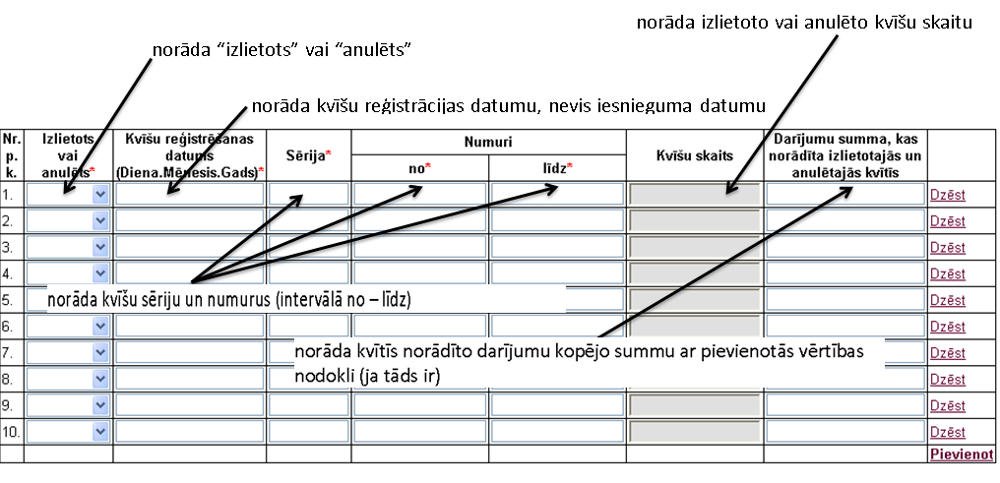 norāda izlietoto vai anulēto kvīšu skaitu
norāda “izlietots” vai “anulēts”
norāda kvīšu reģistrācijas datumu, nevis iesnieguma datumu
Nr. p. k.
Izlietots vai anulēts*
Kvīšu reģistrēšanas datums (Diena.Mēnesis.Gads)*
Sērija*
Numuri
no*
līdz*
Kvīšu skaits
Darījumu summa, kas norādīta izlietotajās un anulētajās kvītīs
1. Dzēst
2. Dzēst
3. Dzēst
4. Dzēst
norāda kvīšu sēriju un numurus (intervālā no – līdz)
5. Dzēst
6. Dzēst
norāda kvītīs norādīto darījumu kopējo summu ar pievienotās vērtības
nodokli (ja tāds ir)
7. Dzēst
8. Dzēst
9. Dzēst
10. Dzēst
Pievienot